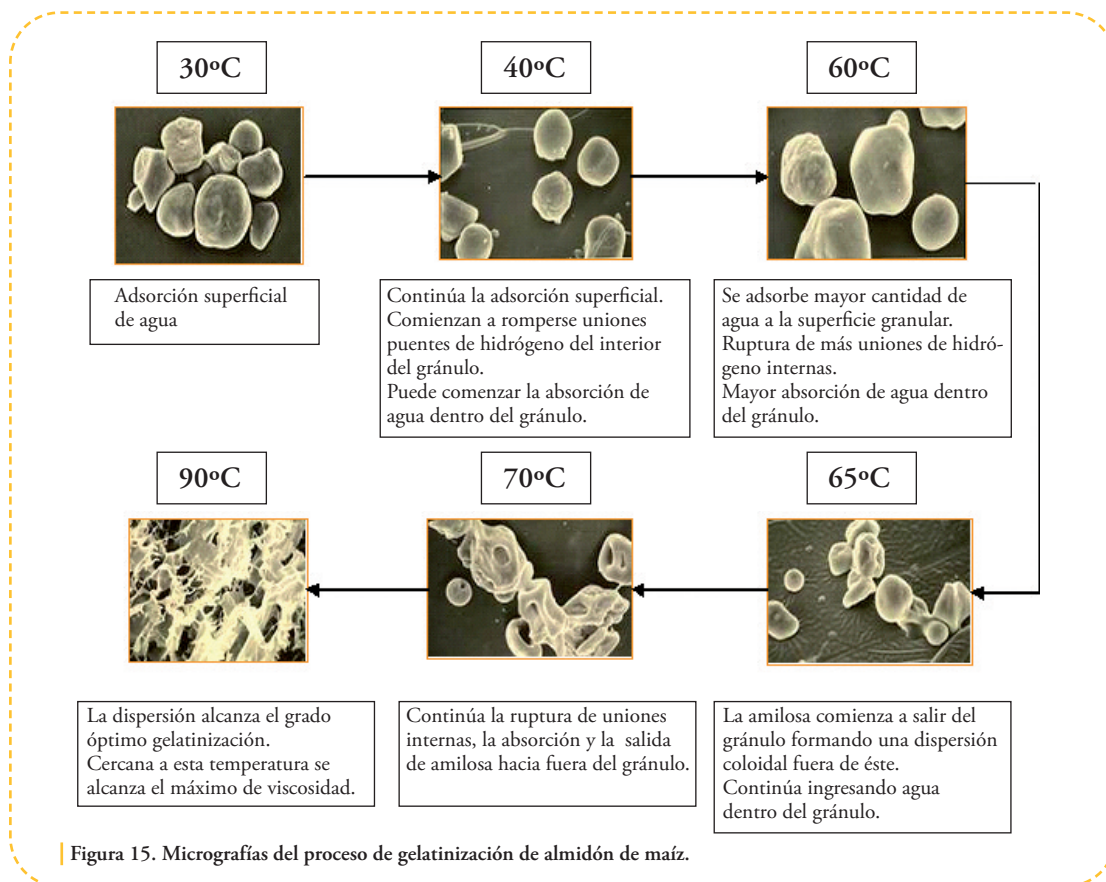 30ºC
40ºC
60ºC
Adsorción superficial
de agua
Continúa la adsorción superficial.
Comienzan a romperse uniones
puentes de hidrógeno del interior
del gránulo.
Puede comenzar la absorción de
agua dentro del gránulo.
Se adsorbe mayor cantidad de
agua a la superficie granular.
Ruptura de más uniones de hidró-
geno internas.
Mayor absorción de agua dentro
del gránulo.
90ºC
70ºC
65ºC
La dispersión alcanza el grado
óptimo gelatinización.
Cercana a esta temperatura se
alcanza el máximo de viscosidad.
Continúa la ruptura de uniones
internas, la absorción y la salida
de amilosa hacia fuera del gránulo.
La amilosa comienza a salir del
gránulo formando una dispersión
coloidal fuera de éste.
Continúa ingresando agua
dentro del gránulo.
Figura 15. Micrografías del proceso de gelatinización de almidón de maíz.